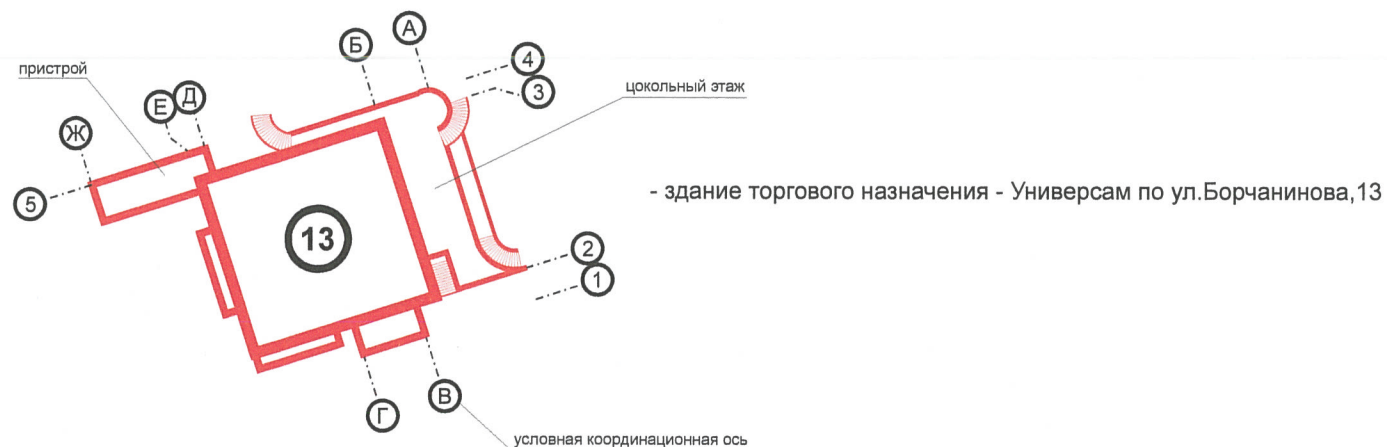 А
Б
4
пристрой
3
цокольный этаж
Е
Д
Ж
5
- здание торгового назначения - Универсам по ул.Борчанинова,13
13
2
1
В
Г
условная координационная ось